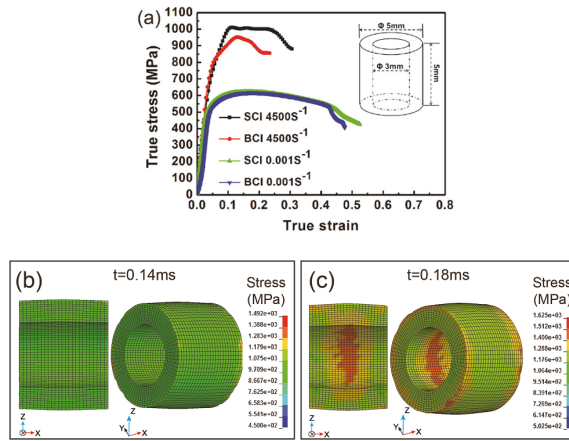 (a)
True stress (MPa)
1100
1000
900
800
700
600
500
400
300
200
100
0
0.0 0.1 0.2 0.3 0.4 0.5 0.6 0.7 0.8
True strain
SCI 4500S⁻¹
BCI 4500S⁻¹
SCI 0.001S⁻¹
BCI 0.001S⁻¹
Φ 5mm
Φ 3mm
5mm
(b)
t=0.14ms
Stress
(MPa)
1.492e+03
1.388e+03
1.283e+03
1.179e+03
1.075e+03
9.709e+02
8.667e+02
7.625e+02
6.583e+02
5.541e+02
4.500e+02
Z
X
Z
Y
X
(c)
t=0.18ms
Stress
(MPa)
1.625e+03
1.512e+03
1.400e+03
1.288e+03
1.176e+03
1.063e+03
9.514e+02
8.391e+02
7.269e+02
6.147e+02
5.025e+02
Z
X
Z
Y
X